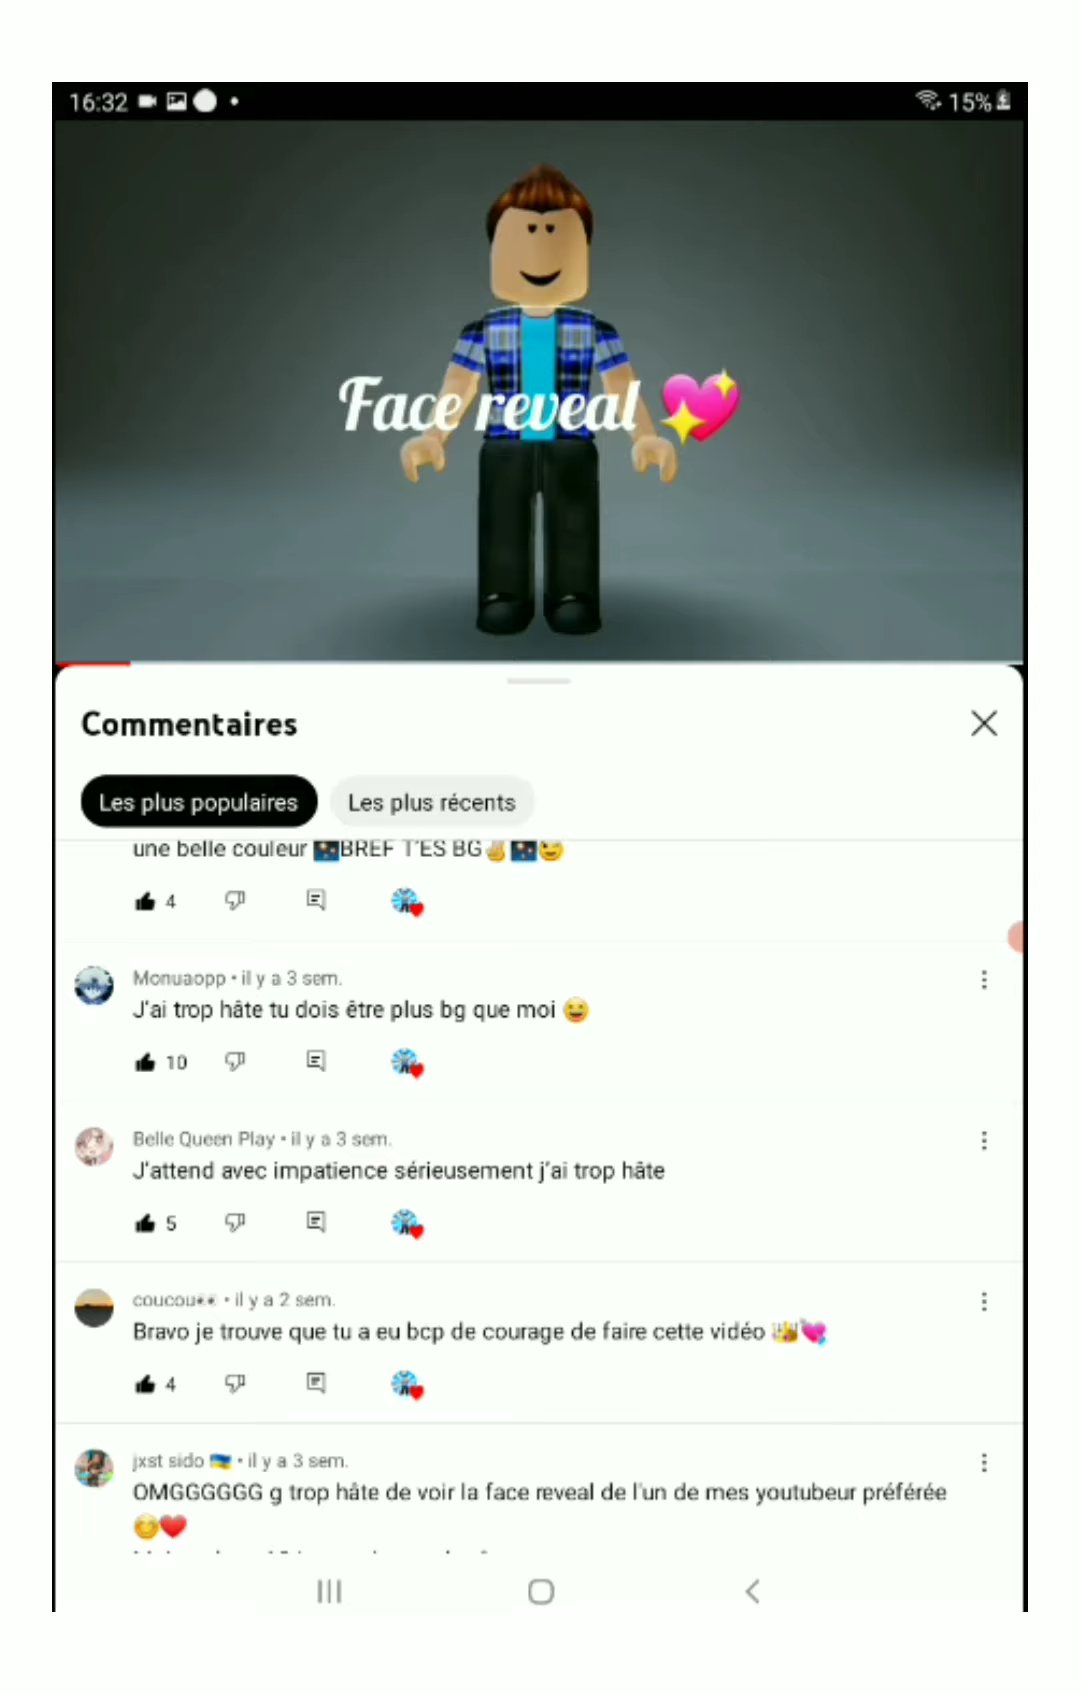 16:32
15%
Face reveal 💖
Commentaires
Les plus populaires
Les plus récents
une belle couleur 🎆BREF T'ES BG✌️🎆😉
4
Monuaopp • il y a 3 sem.
J'ai trop hâte tu dois être plus bg que moi 😄
10
Belle Queen Play • il y a 3 sem.
J'attend avec impatience sérieusement j'ai trop hâte
5
coucou👀 • il y a 2 sem.
Bravo je trouve que tu a eu bcp de courage de faire cette vidéo 👑💘
4
jxst sido 🇺🇦 • il y a 3 sem.
OMGGGGGG g trop hâte de voir la face reveal de l'un de mes youtubeur préférée
😊❤️